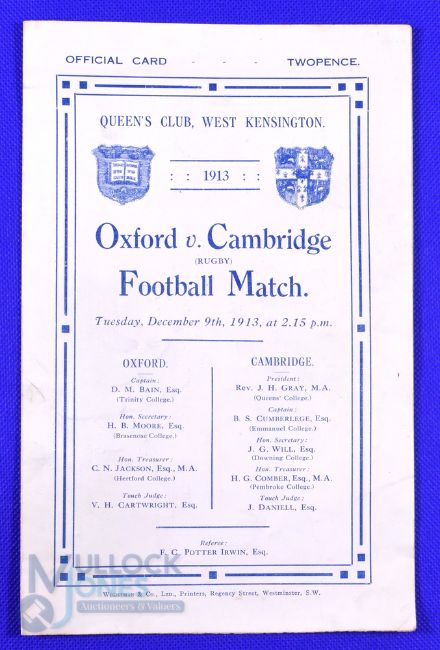 OFFICIAL CARD - - - TWOPENCE.
QUEEN'S CLUB, WEST KENSINGTON.
: : 1913 : :
Oxford v. Cambridge
(RUGBY)
Football Match.
Tuesday, December 9th, 1913, at 2.15 p.m.
OXFORD.
Captain:
D. M. BAIN, Esq.
(Trinity College.)
Hon. Secretary:
H. B. MOORE, Esq.
(Brasenose College.)
Hon. Treasurer:
C. N. JACKSON, Esq., M.A.
(Hertford College.)
Touch Judge:
V. H. CARTWRIGHT, Esq.
CAMBRIDGE.
President:
Rev. J. H. GRAY, M.A.
(Queens' College.)
Captain:
B. S. CUMBERLEGE, Esq.
(Emmanuel College.)
Hon. Secretary:
J. G. WILL, Esq.
(Downing College.)
Hon. Treasurer:
H. G. COMBER, Esq., M.A.
(Pembroke College.)
Touch Judge:
J. DANIELL, Esq.
Referee:
F. C. POTTER IRWIN, Esq.
MULLOCK
JONES
Auctioneers & Valuers
& Co., Ltd., Printers, Regency Street, Westminster, S.W.